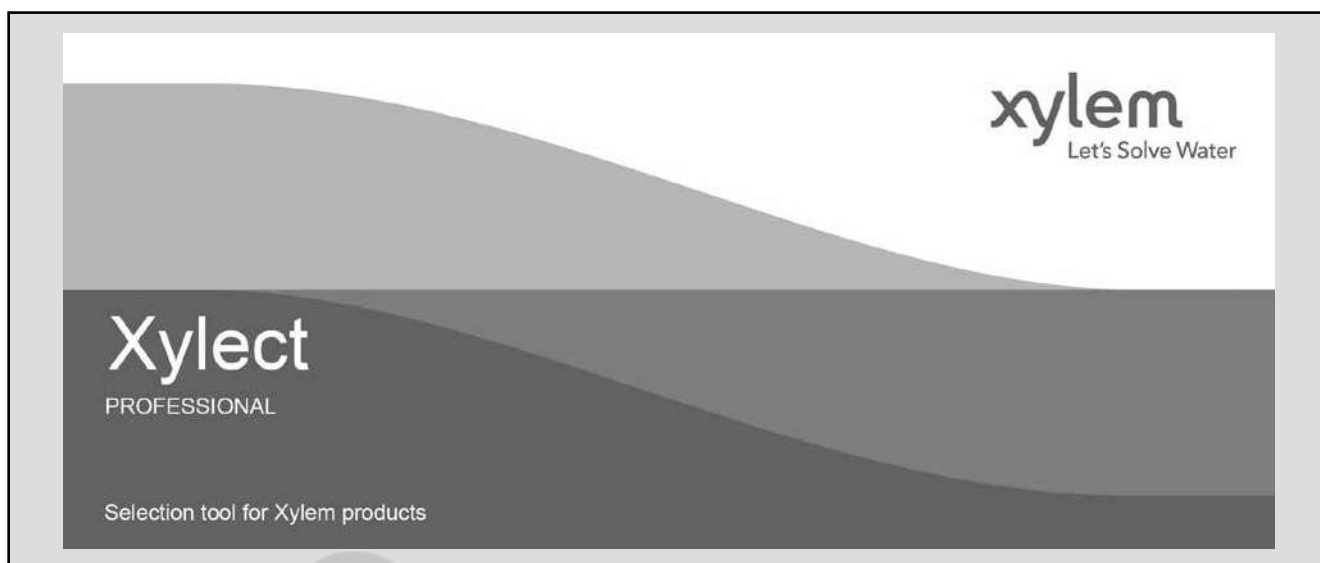 xylem
Let's Solve Water
Xylect
PROFESSIONAL
Selection tool for Xylem products